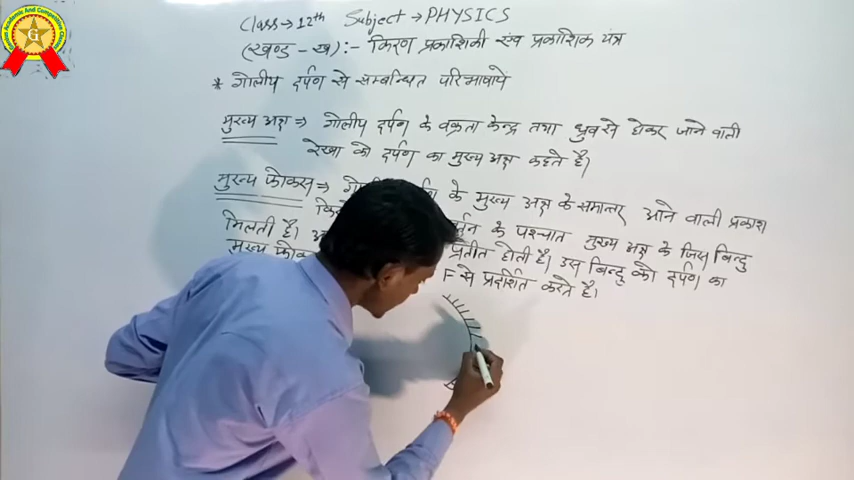 Class → 12th Subject → PHYSICS
(खण्ड - ख) :- किरण प्रकाशिकी एवं प्रकाशिक यंत्र
* गोलीय दर्पण से सम्बन्धित परिभाषायें
मुख्य अक्ष ⇒ गोलीय दर्पण के वक्रता केन्द्र तथा ध्रुव से होकर जाने वाली
रेखा को दर्पण का मुख्य अक्ष कहते है।
मुख्य फोकस ⇒ के मुख्य अक्ष के समान्तर आने वाली प्रकाश
के पश्चात मुख्य अक्ष के जिस बिन्दु
मिलती है। प्रतीत होती है। उस बिन्दु को दर्पण का
मुख्य F से प्रदर्शित करते है।
G